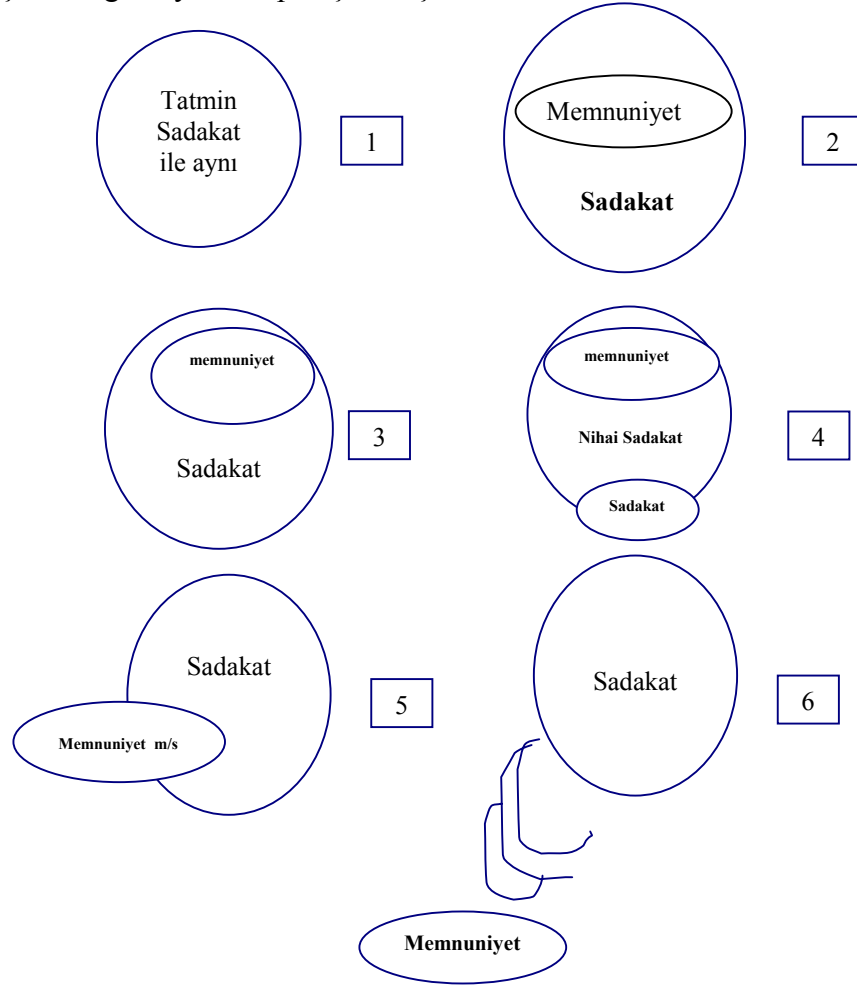 Tatmin
Sadakat
ile aynı
1
Memnuniyet
Sadakat
2
memnuniyet
Sadakat
3
memnuniyet
Nihai Sadakat
Sadakat
4
Sadakat
Memnuniyet m/s
5
Sadakat
6
Memnuniyet